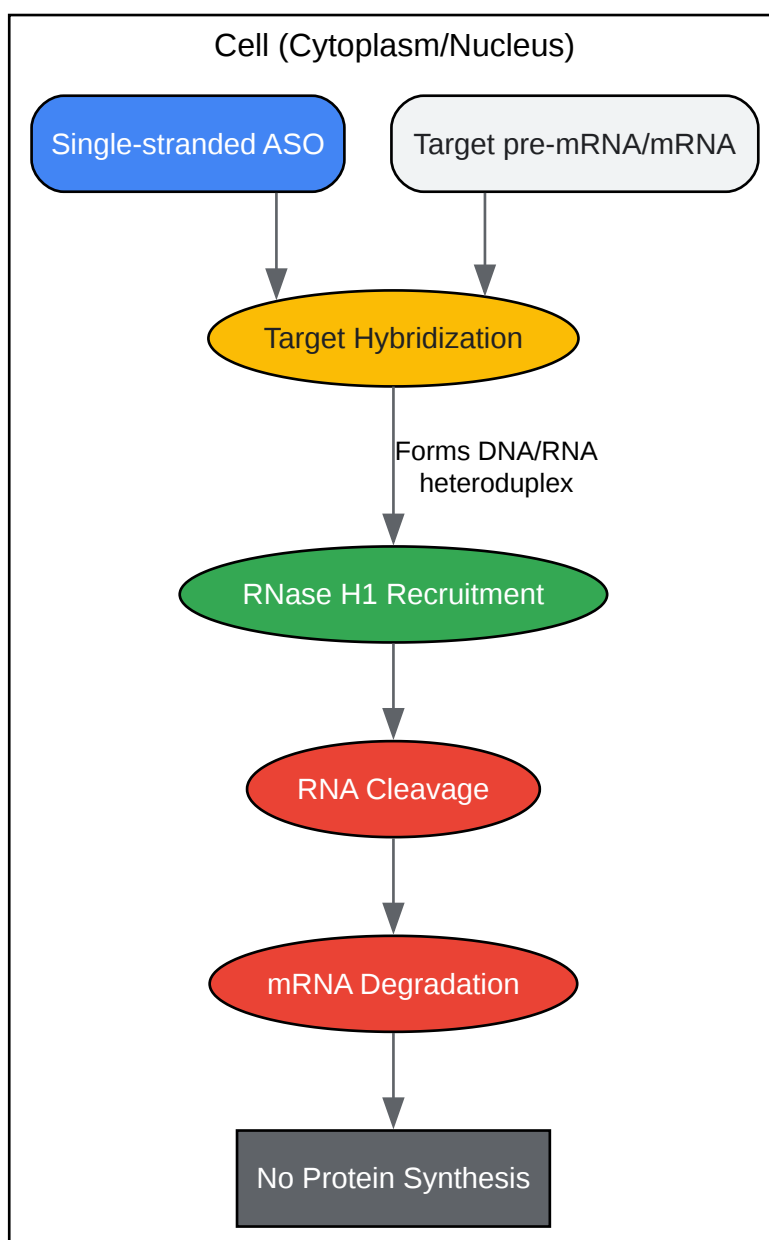 Cell (Cytoplasm/Nucleus)
Single-stranded ASO
Target pre-mRNA/mRNA
Target Hybridization
Forms DNA/RNA
heteroduplex
RNase H1 Recruitment
RNA Cleavage
mRNA Degradation
No Protein Synthesis